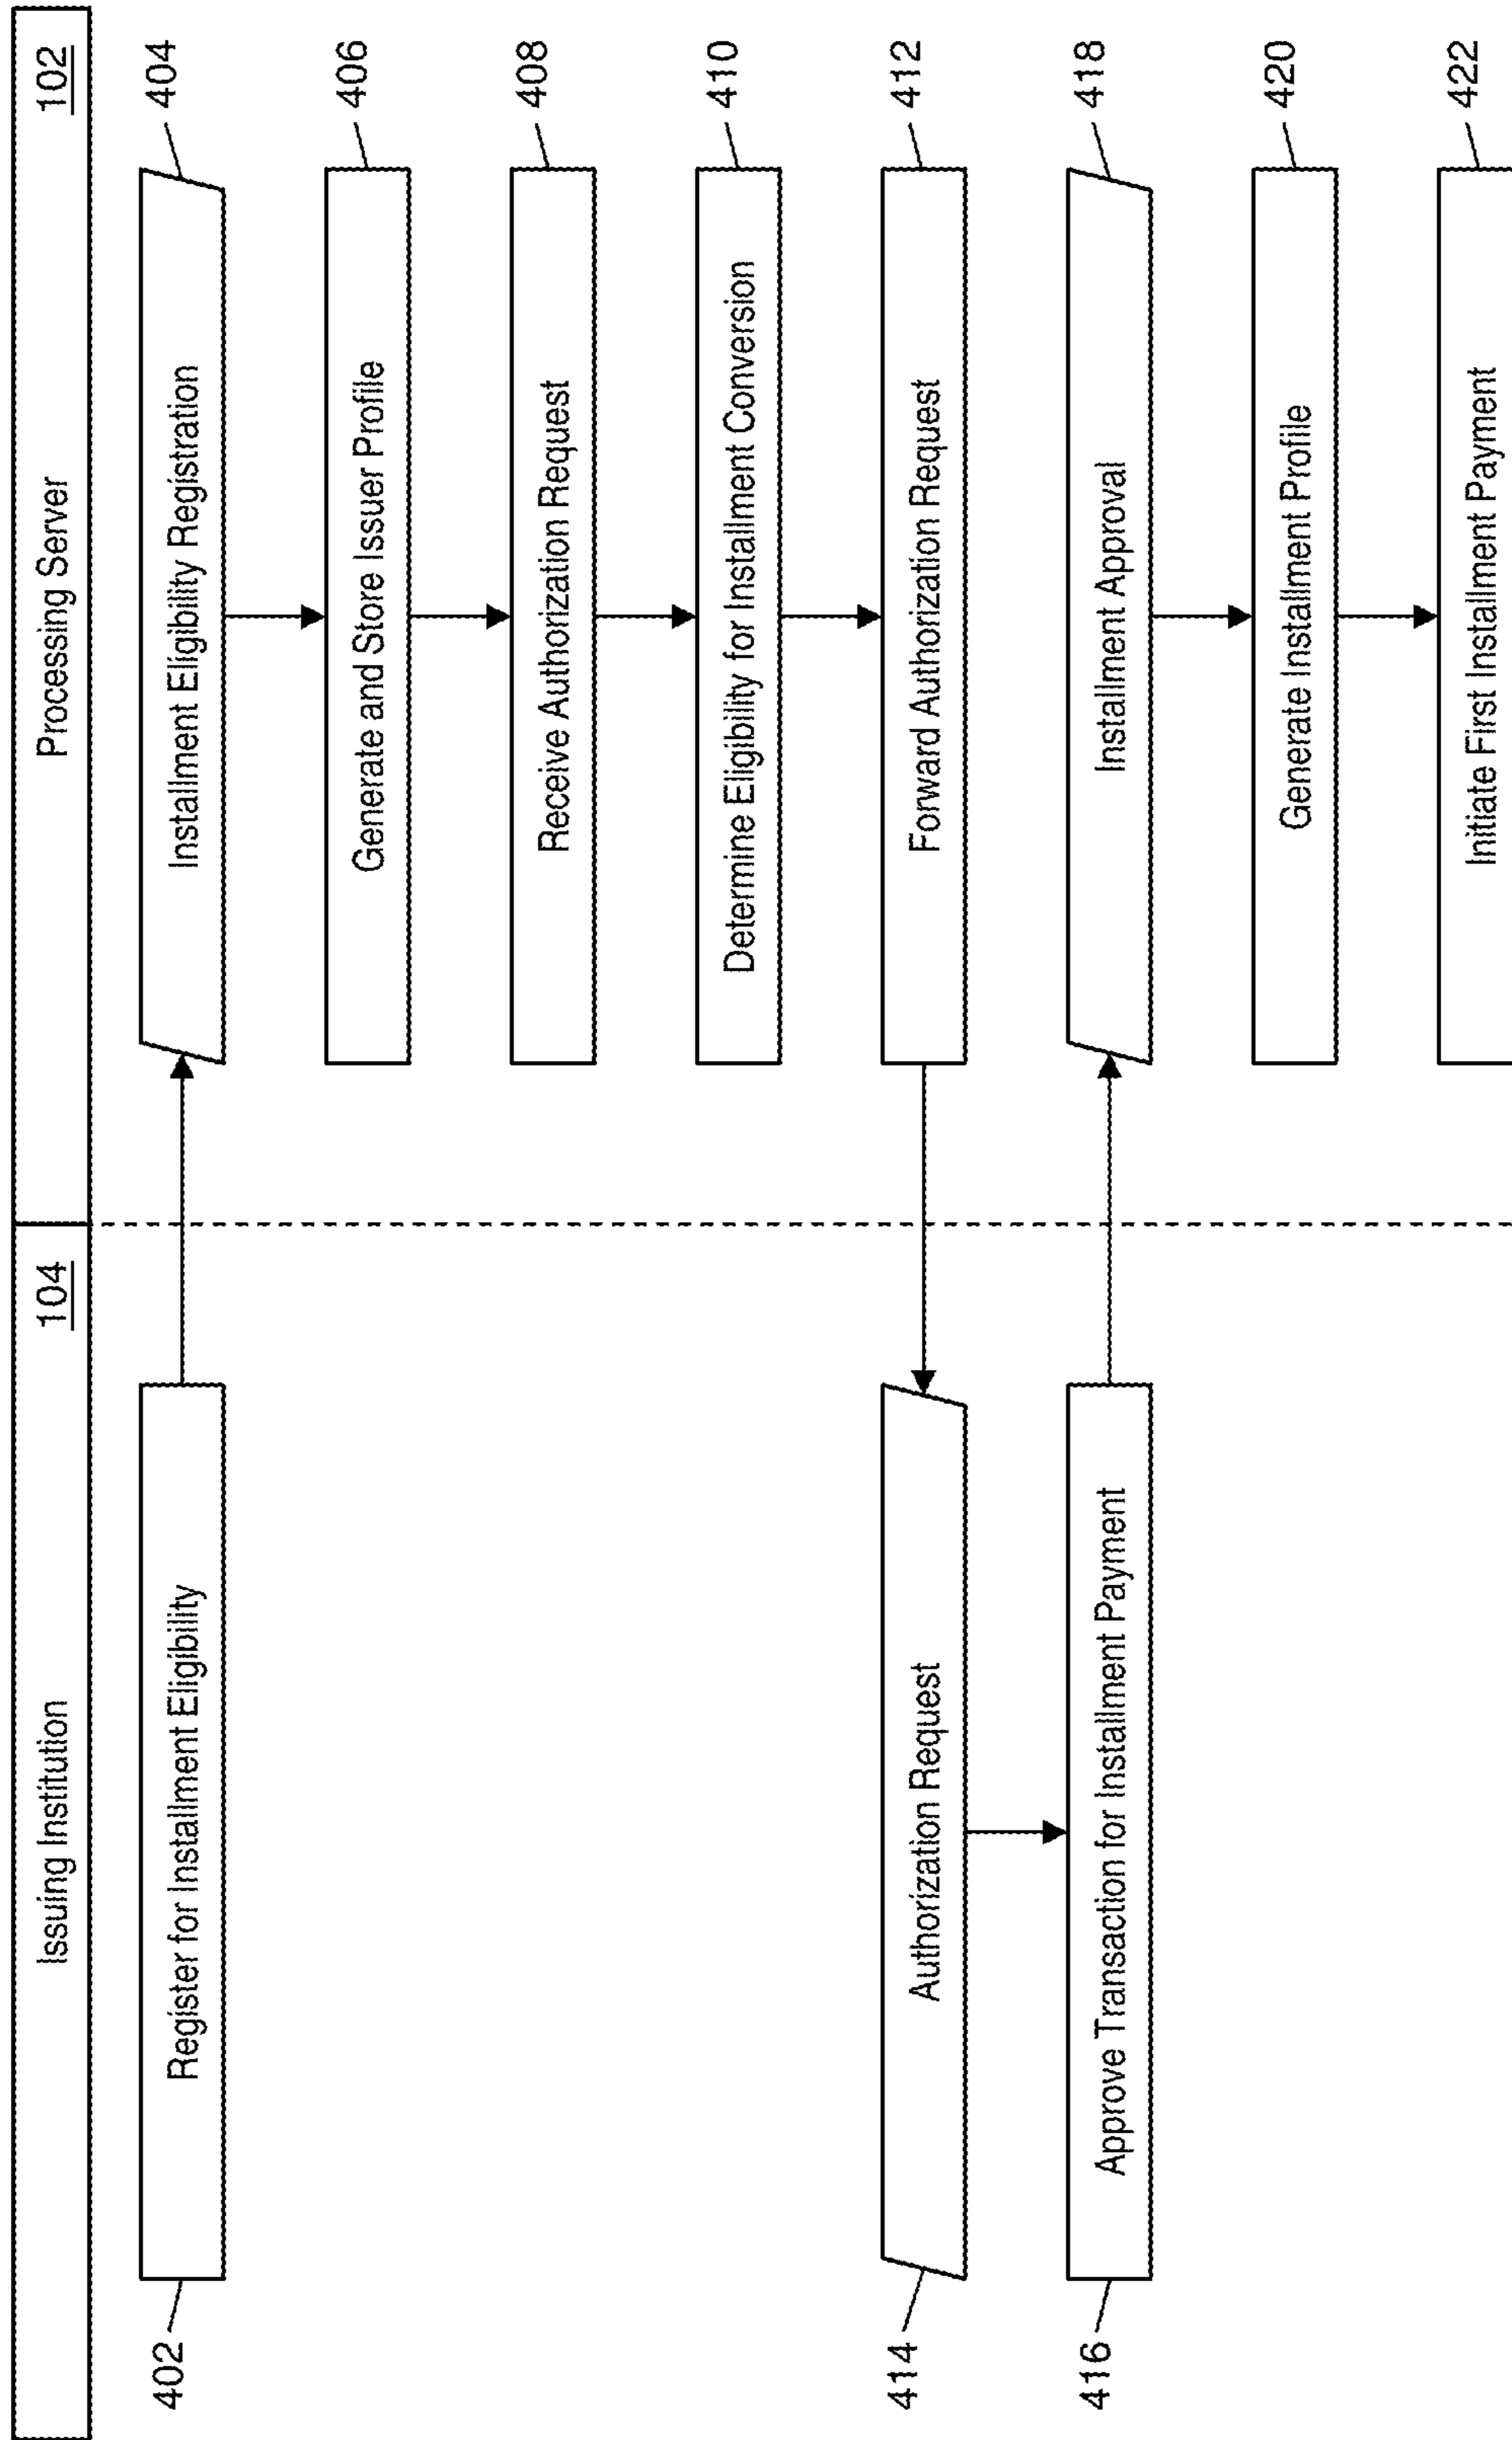 Issuing Institution
104
Processing Server
102
402
Register for Installment Eligibility
Installment Eligibility Registration
404
Generate and Store Issuer Profile
406
Receive Authorization Request
408
Determine Eligibility for Installment Conversion
410
Forward Authorization Request
412
414
Authorization Request
416
Approve Transaction for Installment Payment
Installment Approval
418
Generate Installment Profile
420
Initiate First Installment Payment
422